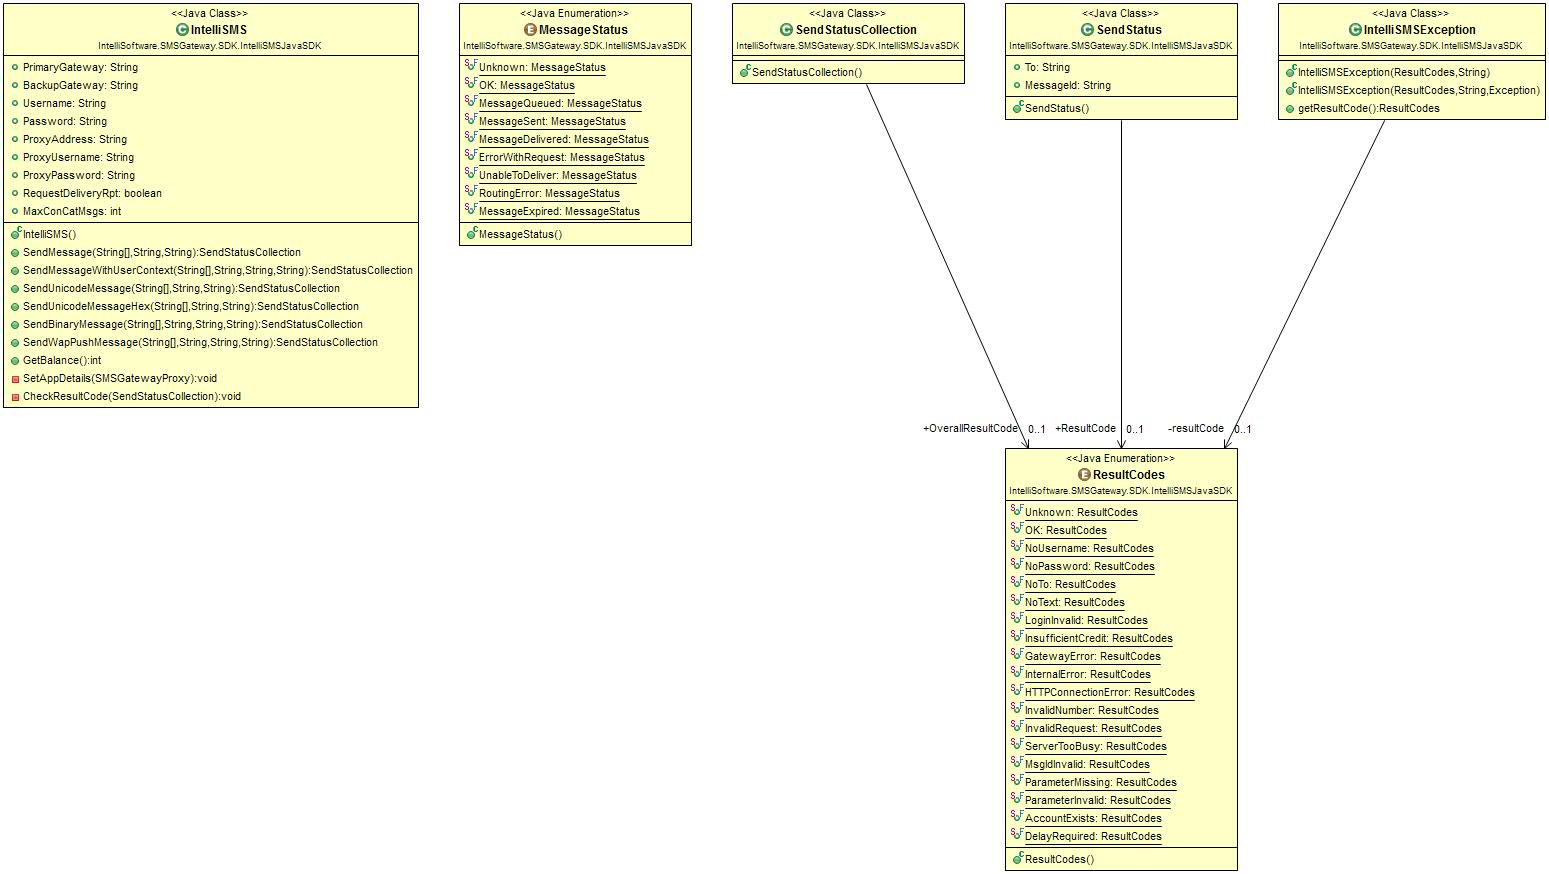 <<Java Class>>
IntelliSMS
IntelliSoftware.SMSGateway.SDK.IntelliSMSJavaSDK
PrimaryGateway: String
BackupGateway: String
Username: String
Password: String
ProxyAddress: String
ProxyUsername: String
ProxyPassword: String
RequestDeliveryRpt: boolean
MaxConCatMsgs: int
IntelliSMS()
SendMessage(String[],String,String):SendStatusCollection
SendMessageWithUserContext(String[],String,String,String):SendStatusCollection
SendUnicodeMessage(String[],String,String):SendStatusCollection
SendUnicodeMessageHex(String[],String,String):SendStatusCollection
SendBinaryMessage(String[],String,String,String):SendStatusCollection
SendWapPushMessage(String[],String,String,String):SendStatusCollection
GetBalance():int
SetAppDetails(SMSGatewayProxy):void
CheckResultCode(SendStatusCollection):void
<<Java Enumeration>>
MessageStatus
IntelliSoftware.SMSGateway.SDK.IntelliSMSJavaSDK
Unknown: MessageStatus
OK: MessageStatus
MessageQueued: MessageStatus
MessageSent: MessageStatus
MessageDelivered: MessageStatus
ErrorWithRequest: MessageStatus
UnableToDeliver: MessageStatus
RoutingError: MessageStatus
MessageExpired: MessageStatus
MessageStatus()
<<Java Class>>
SendStatusCollection
IntelliSoftware.SMSGateway.SDK.IntelliSMSJavaSDK
SendStatusCollection()
<<Java Class>>
SendStatus
IntelliSoftware.SMSGateway.SDK.IntelliSMSJavaSDK
To: String
MessageId: String
SendStatus()
<<Java Class>>
IntelliSMSException
IntelliSoftware.SMSGateway.SDK.IntelliSMSJavaSDK
IntelliSMSException(ResultCodes,String)
IntelliSMSException(ResultCodes,String,Exception)
getResultCode():ResultCodes
+OverallResultCode 0..1
+ResultCode 0..1
-resultCode 0..1
<<Java Enumeration>>
ResultCodes
IntelliSoftware.SMSGateway.SDK.IntelliSMSJavaSDK
Unknown: ResultCodes
OK: ResultCodes
NoUsername: ResultCodes
NoPassword: ResultCodes
NoTo: ResultCodes
NoText: ResultCodes
LoginInvalid: ResultCodes
InsufficientCredit: ResultCodes
GatewayError: ResultCodes
InternalError: ResultCodes
HTTPConnectionError: ResultCodes
InvalidNumber: ResultCodes
InvalidRequest: ResultCodes
ServerTooBusy: ResultCodes
MsgIdInvalid: ResultCodes
ParameterMissing: ResultCodes
ParameterInvalid: ResultCodes
AccountExists: ResultCodes
DelayRequired: ResultCodes
ResultCodes()